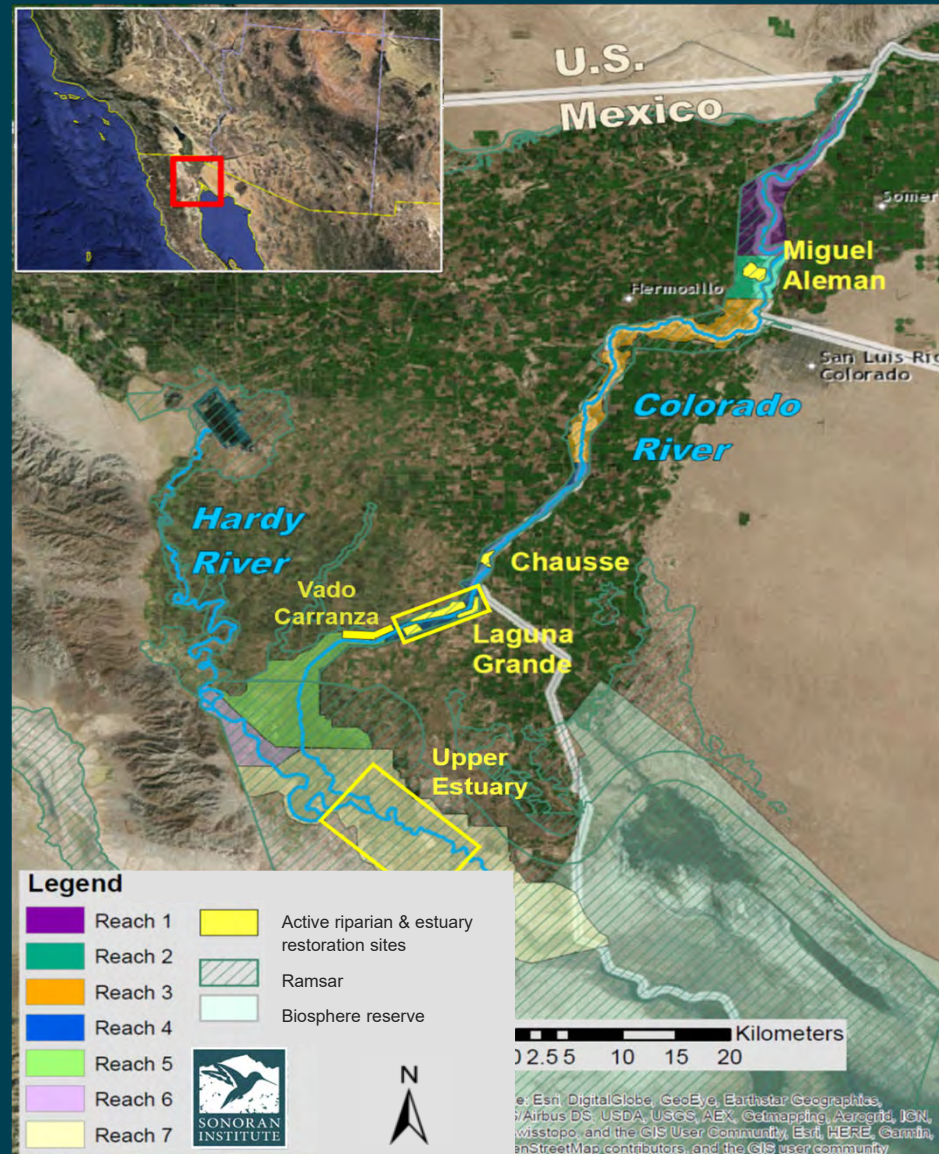 U.S.
Mexico
Somer
Miguel
Aleman
Hermosillo
San Luis Rio
Colorado
Colorado
River
Hardy
River
Chausse
Vado
Carranza
Laguna
Grande
Upper
Estuary
Legend
Reach 1
Reach 2
Reach 3
Reach 4
Reach 5
Reach 6
Reach 7
Active riparian & estuary
restoration sites
Ramsar
Biosphere reserve
SONORAN
INSTITUTE
N
Kilometers
0 2.5 5 10 15 20
e: Esri, DigitalGlobe, GeoEye, Earthstar Geographics,
S/Airbus DS, USDA, USGS, AEX, Getmapping, Aerogrid, IGN,
wisstopo, and the GIS User Community, Esri, HERE, Garmin,
enStreetMap contributors, and the GIS user community